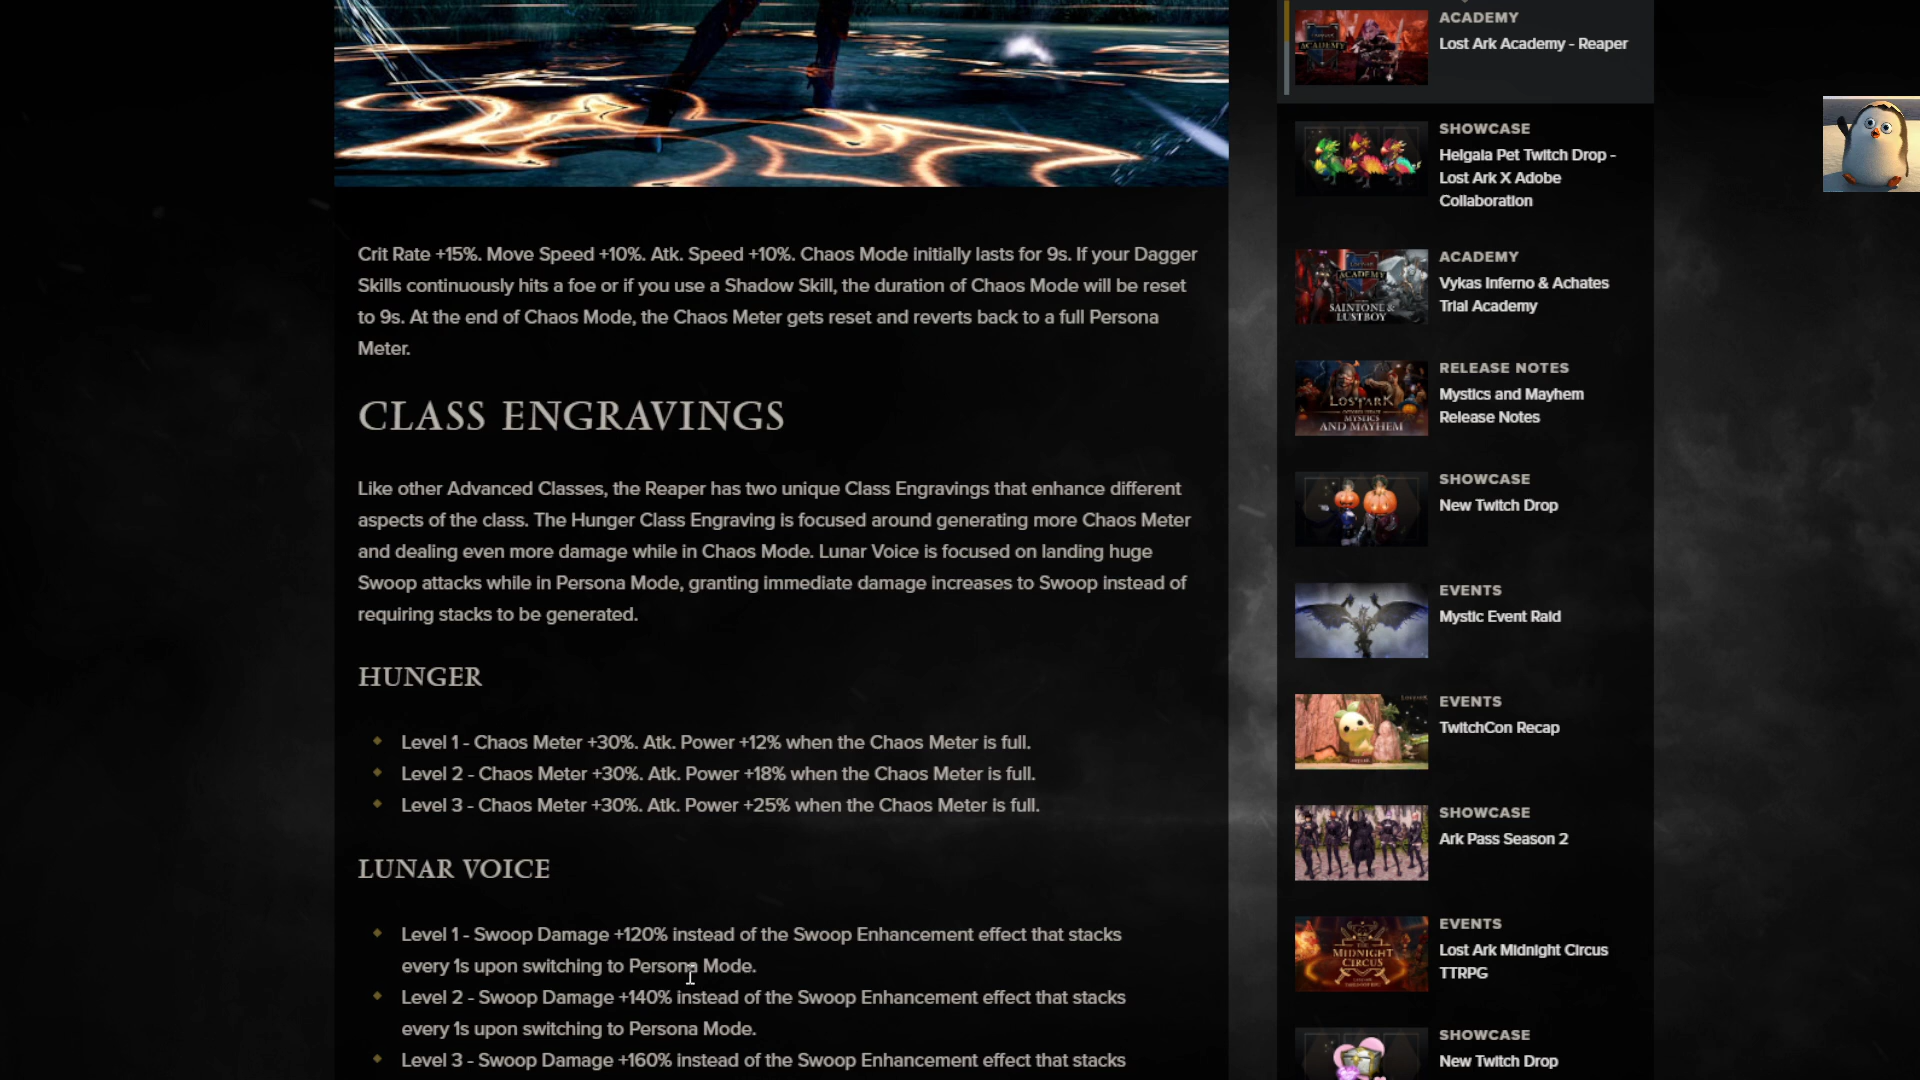 Crit Rate +15%. Move Speed +10%. Atk. Speed +10%. Chaos Mode initially lasts for 9s. If your Dagger
Skills continuously hits a foe or if you use a Shadow Skill, the duration of Chaos Mode will be reset
to 9s. At the end of Chaos Mode, the Chaos Meter gets reset and reverts back to a full Persona
Meter.
CLASS ENGRAVINGS
Like other Advanced Classes, the Reaper has two unique Class Engravings that enhance different
aspects of the class. The Hunger Class Engraving is focused around generating more Chaos Meter
and dealing even more damage while in Chaos Mode. Lunar Voice is focused on landing huge
Swoop attacks while in Persona Mode, granting immediate damage increases to Swoop instead of
requiring stacks to be generated.
HUNGER
Level 1 - Chaos Meter +30%. Atk. Power +12% when the Chaos Meter is full.
Level 2 - Chaos Meter +30%. Atk. Power +18% when the Chaos Meter is full.
Level 3 - Chaos Meter +30%. Atk. Power +25% when the Chaos Meter is full.
LUNAR VOICE
Level 1 - Swoop Damage +120% instead of the Swoop Enhancement effect that stacks
every 1s upon switching to Persona Mode.
Level 2 - Swoop Damage +140% instead of the Swoop Enhancement effect that stacks
every 1s upon switching to Persona Mode.
Level 3 - Swoop Damage +160% instead of the Swoop Enhancement effect that stacks
ACADEMY
ACADEMY
Lost Ark Academy - Reaper
SHOWCASE
Helgaia Pet Twitch Drop -
Lost Ark X Adobe
Collaboration
ACADEMY
SAINTONE &
LUSTBOY
ACADEMY
Vykas Inferno & Achates
Trial Academy
LOST ARK
MYSTICS
AND MAYHEM
RELEASE NOTES
Mystics and Mayhem
Release Notes
SHOWCASE
New Twitch Drop
EVENTS
Mystic Event Raid
EVENTS
TwitchCon Recap
SHOWCASE
Ark Pass Season 2
THE
MIDNIGHT
CIRCUS
EVENTS
Lost Ark Midnight Circus
TTRPG
SHOWCASE
New Twitch Drop